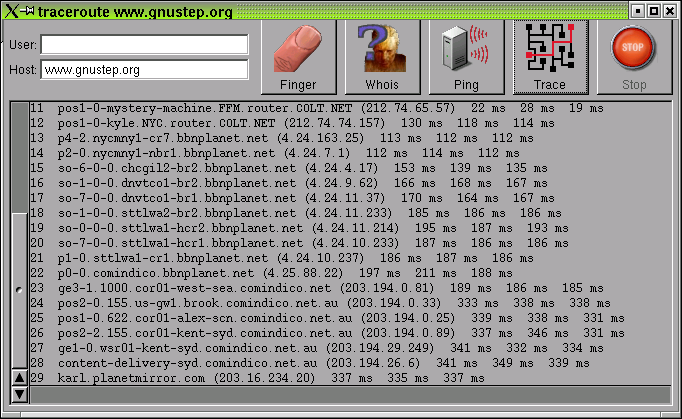 traceroute www.gnustep.org
User:
Host: www.gnustep.org
Finger Whois Ping Trace Stop
STOP
11 pos1-0-mystery-machine.FFM.router.COLT.NET (212.74.65.57) 22 ms 28 ms 19 ms
12 pos1-0-kyle.NYC.router.COLT.NET (212.74.74.157) 130 ms 118 ms 114 ms
13 p4-2.nycmny1-cr7.bbnplanet.net (4.24.163.25) 113 ms 112 ms 112 ms
14 p2-0.nycmny1-nbr1.bbnplanet.net (4.24.7.1) 112 ms 114 ms 112 ms
15 so-6-0-0.chcgil2-br2.bbnplanet.net (4.24.4.17) 153 ms 139 ms 135 ms
16 so-1-0-0.dnvtco1-br2.bbnplanet.net (4.24.9.62) 166 ms 168 ms 167 ms
17 so-7-0-0.dnvtco1-br1.bbnplanet.net (4.24.11.37) 170 ms 164 ms 167 ms
18 so-1-0-0.sttlwa2-br2.bbnplanet.net (4.24.11.233) 185 ms 186 ms 186 ms
19 so-0-0-0.sttlwa1-hcr2.bbnplanet.net (4.24.11.214) 195 ms 187 ms 193 ms
20 so-7-0-0.sttlwa1-hcr1.bbnplanet.net (4.24.10.233) 187 ms 186 ms 186 ms
21 p1-0.sttlwa1-cr1.bbnplanet.net (4.24.10.237) 186 ms 187 ms 186 ms
22 p0-0.comindico.bbnplanet.net (4.25.88.22) 197 ms 211 ms 188 ms
23 ge3-1.1000.cor01-west-sea.comindico.net (203.194.0.81) 189 ms 186 ms 185 ms
24 pos2-0.155.us-gw1.brook.comindico.net.au (203.194.0.33) 333 ms 338 ms 338 ms
25 pos1-0.622.cor01-alex-scn.comindico.net.au (203.194.0.25) 339 ms 338 ms 331 ms
26 pos2-2.155.cor01-kent-syd.comindico.net.au (203.194.0.89) 337 ms 346 ms 331 ms
27 ge1-0.wsr01-kent-syd.comindico.net.au (203.194.29.249) 341 ms 332 ms 334 ms
28 content-delivery-syd.comindico.net.au (203.194.26.6) 341 ms 349 ms 339 ms
29 karl.planetmirror.com (203.16.234.20) 337 ms 335 ms 337 ms